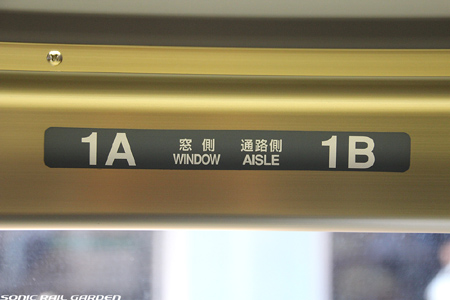 1A 窓側 通路側 1B
WINDOW AISLE
SONIC RAIL GARDEN